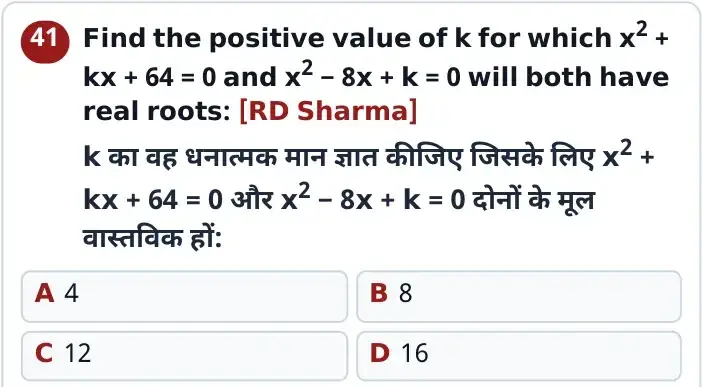 41 Find the positive value of k for which x² +
kx + 64 = 0 and x² − 8x + k = 0 will both have
real roots: [RD Sharma]
k का वह धनात्मक मान ज्ञात कीजिए जिसके लिए x² +
kx + 64 = 0 और x² − 8x + k = 0 दोनों के मूल
वास्तविक हों:
A 4
B 8
C 12
D 16